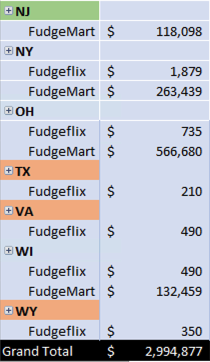 NJ
FudgeMart $ 118,098
NY
Fudgeflix $ 1,879
FudgeMart $ 263,439
OH
Fudgeflix $ 735
FudgeMart $ 566,680
TX
Fudgeflix $ 210
VA
Fudgeflix $ 490
WI
Fudgeflix $ 490
FudgeMart $ 132,459
WY
Fudgeflix $ 350
Grand Total $ 2,994,877